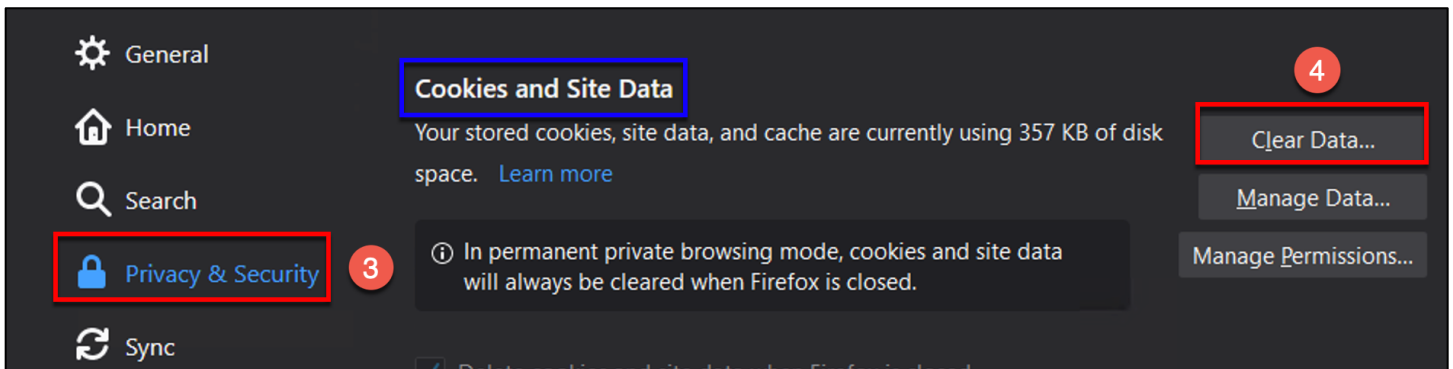 General
Home
Search
Privacy & Security
3
Sync
Cookies and Site Data
Your stored cookies, site data, and cache are currently using 357 KB of disk
space. Learn more
In permanent private browsing mode, cookies and site data
will always be cleared when Firefox is closed.
4
Clear Data...
Manage Data...
Manage Permissions...